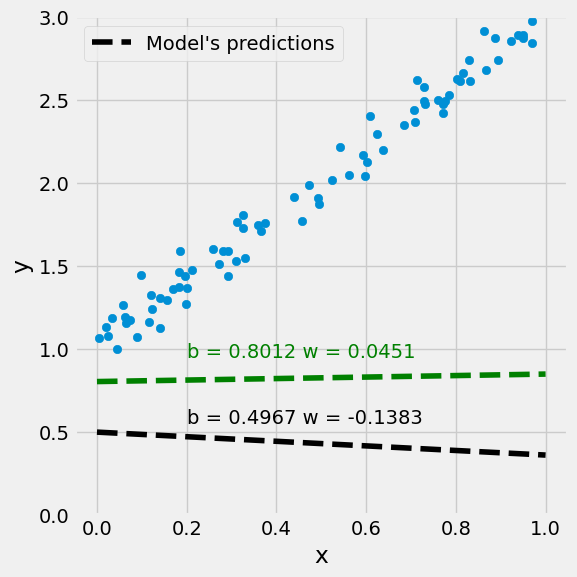 3.0
Model's predictions
2.5
2.0
y
1.5
1.0
b = 0.8012 w = 0.0451
b = 0.4967 w = -0.1383
0.5
0.0
0.0 0.2 0.4 0.6 0.8 1.0
x